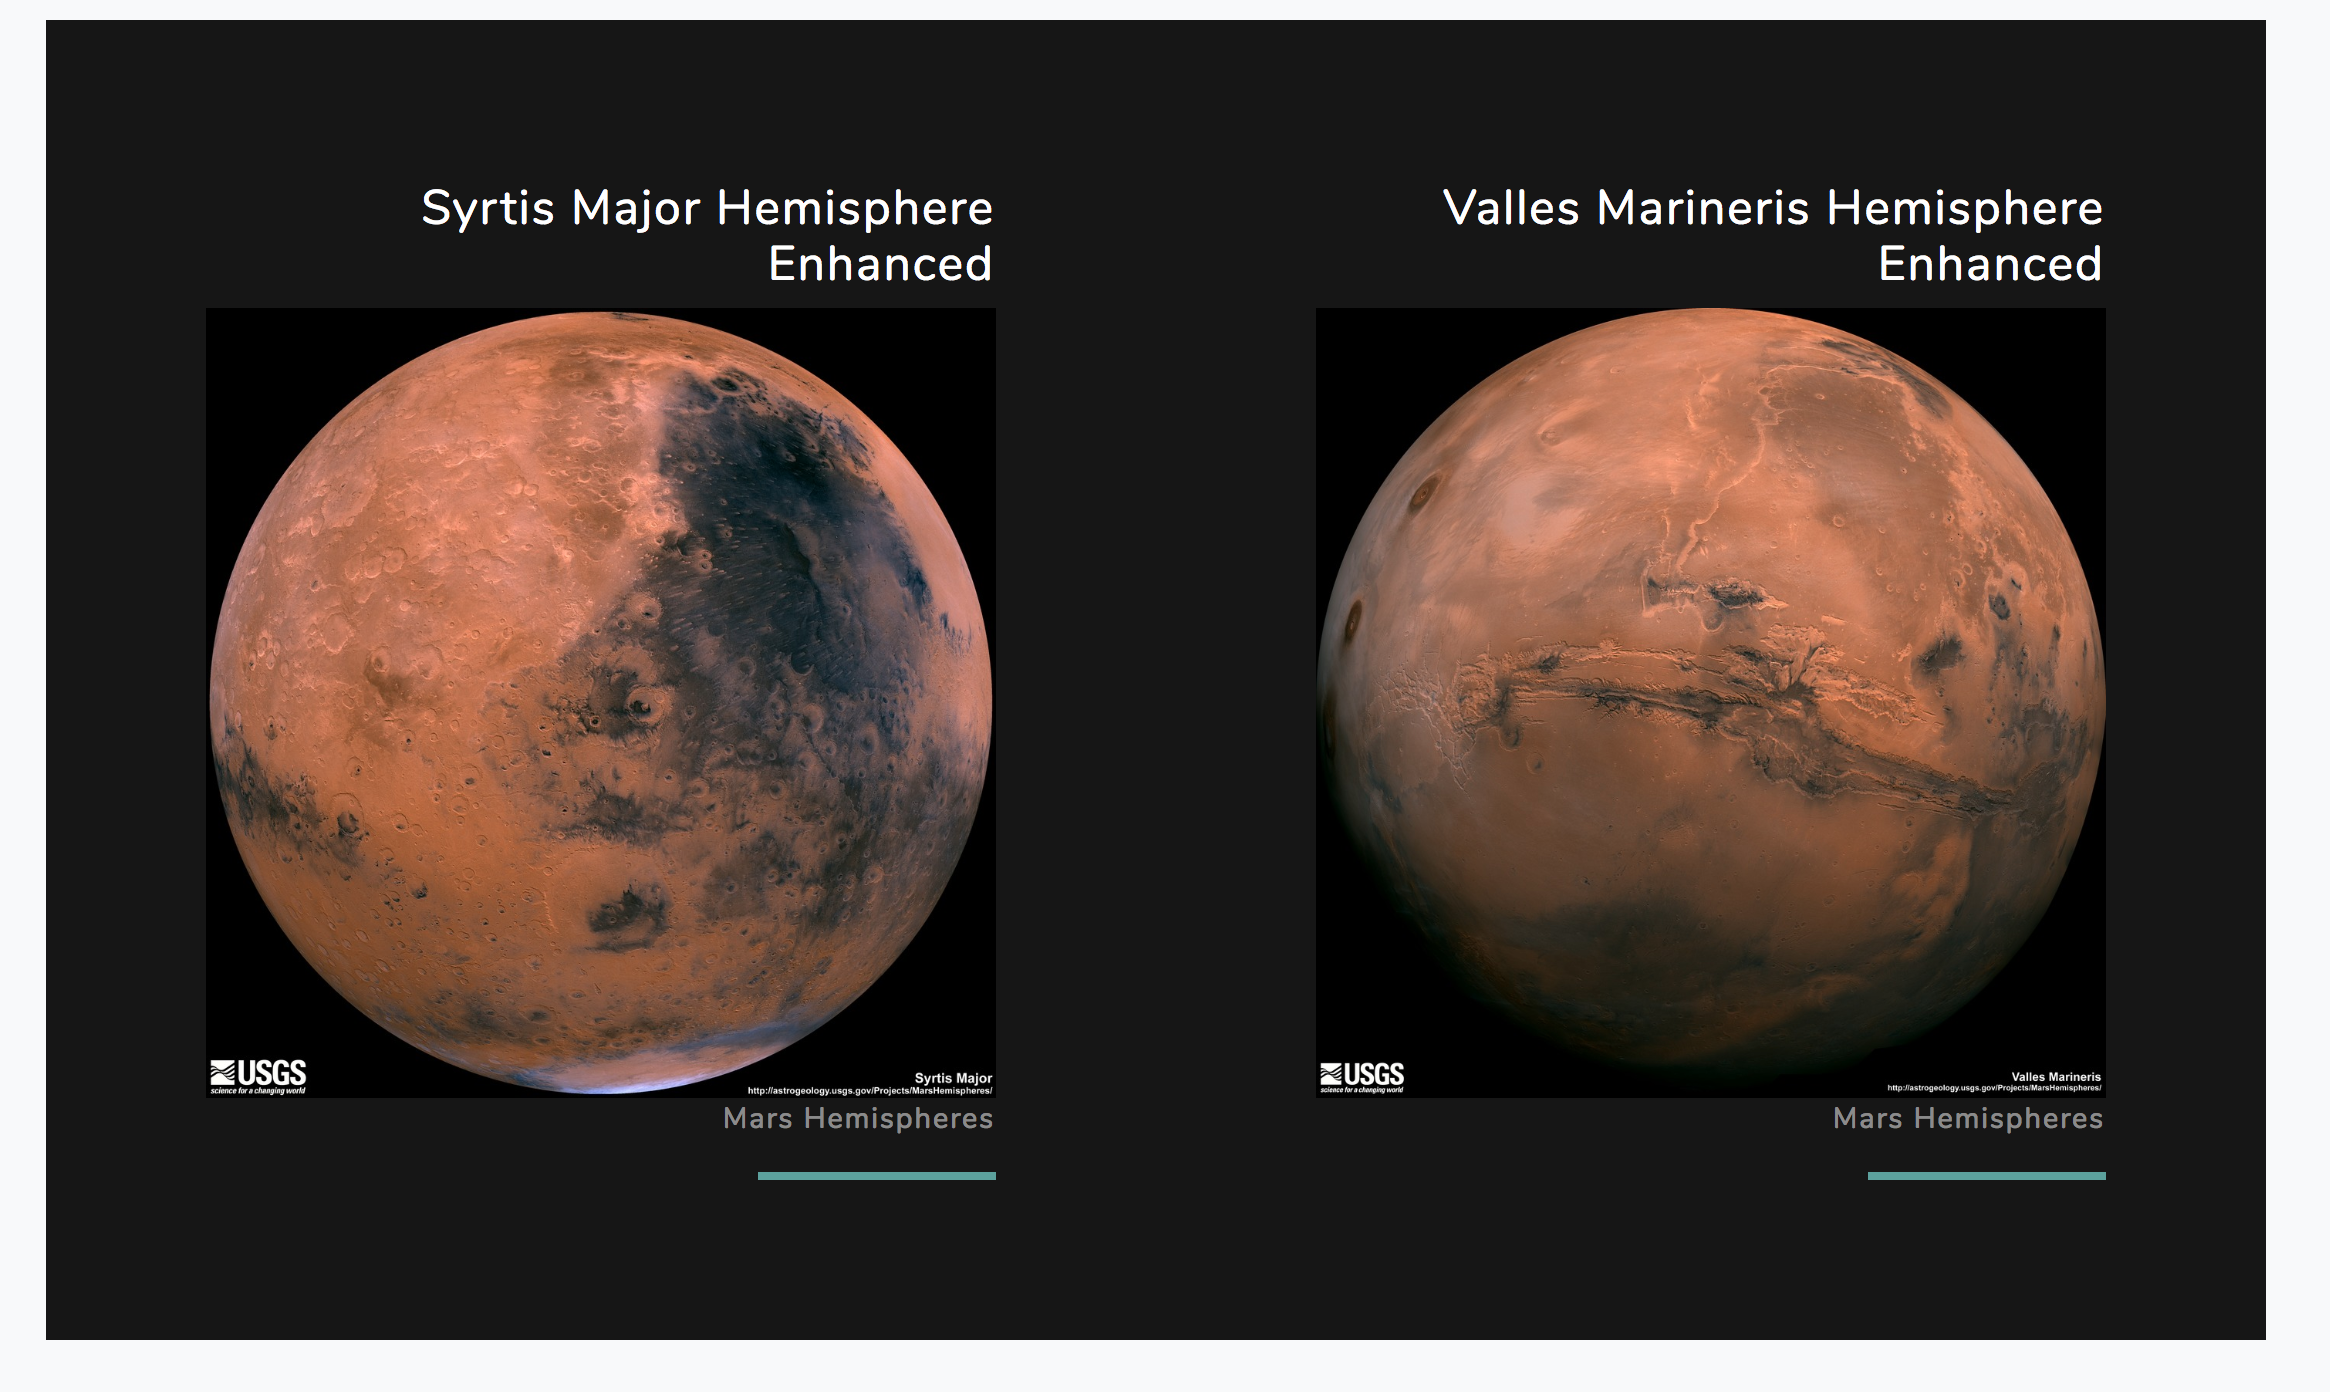 Syrtis Major Hemisphere
Enhanced
USGS
science for a changing world
Syrtis Major
http://astrogeology.usgs.gov/Projects/MarsHemispheres/
Mars Hemispheres
Valles Marineris Hemisphere
Enhanced
USGS
science for a changing world
Valles Marineris
http://astrogeology.usgs.gov/Projects/MarsHemispheres/
Mars Hemispheres